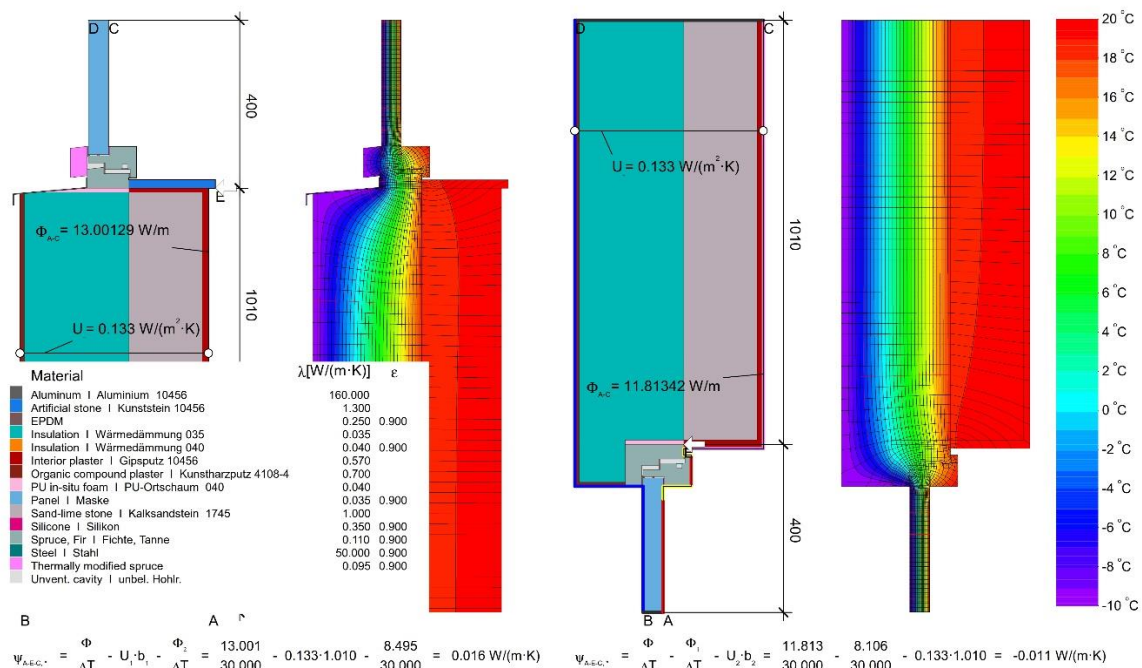 D C
400
E
ΦA-C = 13.00129 W/m
1010
U = 0.133 W/(m²·K)
Material λ[W/(m·K)] ε
Aluminum I Aluminium 10456 160.000
Artificial stone I Kunststein 10456 1.300
EPDM 0.250 0.900
Insulation I Wärmedämmung 035 0.035
Insulation I Wärmedämmung 040 0.040 0.900
Interior plaster I Gipsputz 10456 0.570
Organic compound plaster I Kunstharzputz 4108-4 0.700
PU in-situ foam I PU-Ortschaum 040 0.040
Panel I Maske 0.035 0.900
Sand-lime stone I Kalksandstein 1745 1.000
Silicone I Silikon 0.350 0.900
Spruce, Fir I Fichte, Tanne 0.110 0.900
Steel I Stahl 50.000 0.900
Thermally modified spruce 0.095 0.900
Unvent. cavity I unbel. Hohlr.
B A
ψA-E-C, = Φ/ΔT - U1·b1 - Φ2/ΔT = 13.001/30.000 - 0.133·1.010 - 8.495/30.000 = 0.016 W/(m·K)
D C
U = 0.133 W/(m²·K)
1010
ΦA-C = 11.81342 W/m
E
400
B A
ψA-E-C, = Φ/ΔT - Φ1/ΔT - U2·b2 = 11.813/30.000 - 8.106/30.000 - 0.133·1.010 = -0.011 W/(m·K)
20 °C
18 °C
16 °C
14 °C
12 °C
10 °C
8 °C
6 °C
4 °C
2 °C
0 °C
-2 °C
-4 °C
-6 °C
-8 °C
-10 °C